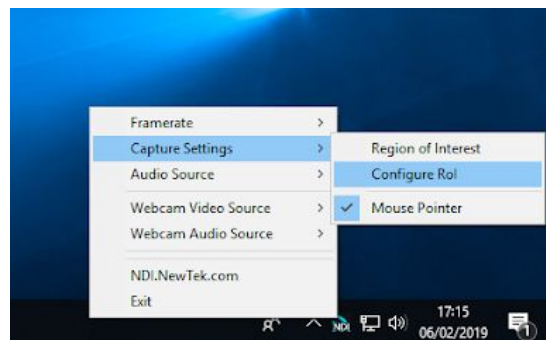 Framerate
Capture Settings
Audio Source
Webcam Video Source
Webcam Audio Source
NDI.NewTek.com
Exit
Region of Interest
Configure RoI
Mouse Pointer
NDI
17:15
06/02/2019
1